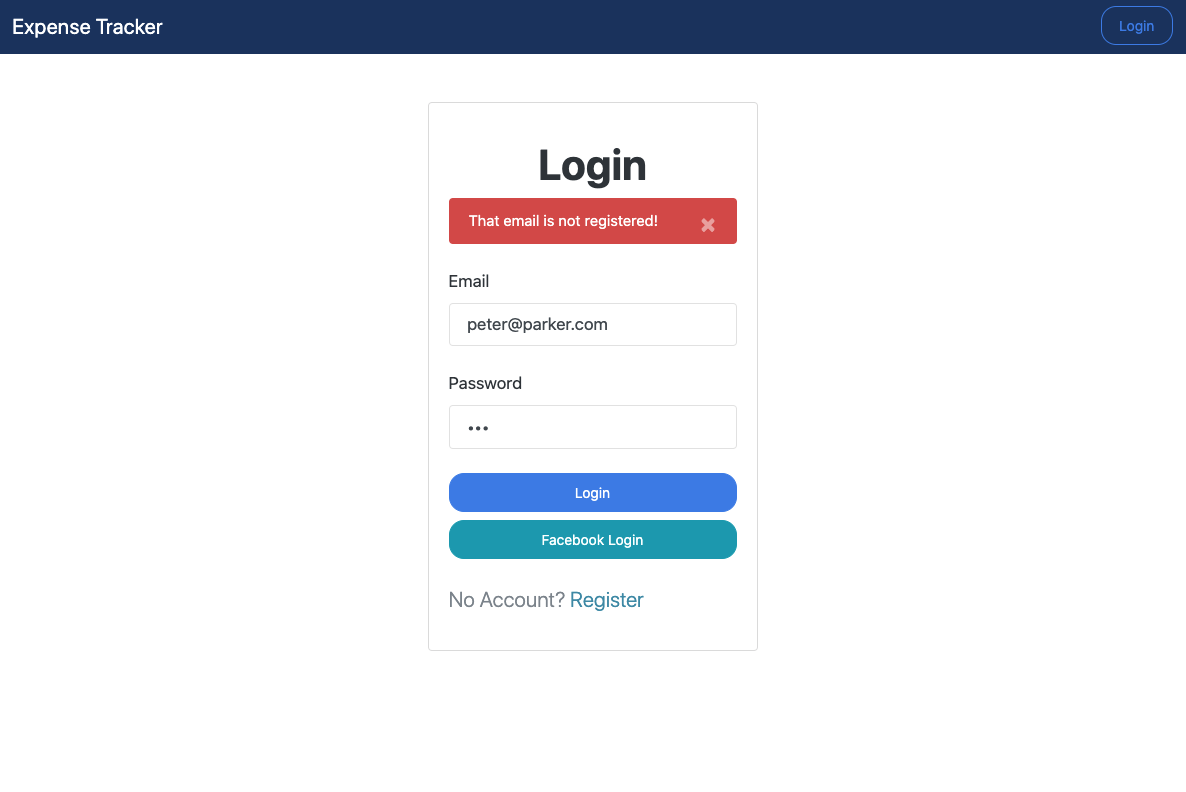 Expense Tracker
Login
Login
That email is not registered!
Email
peter@parker.com
Password
•••
Login
Facebook Login
No Account? Register